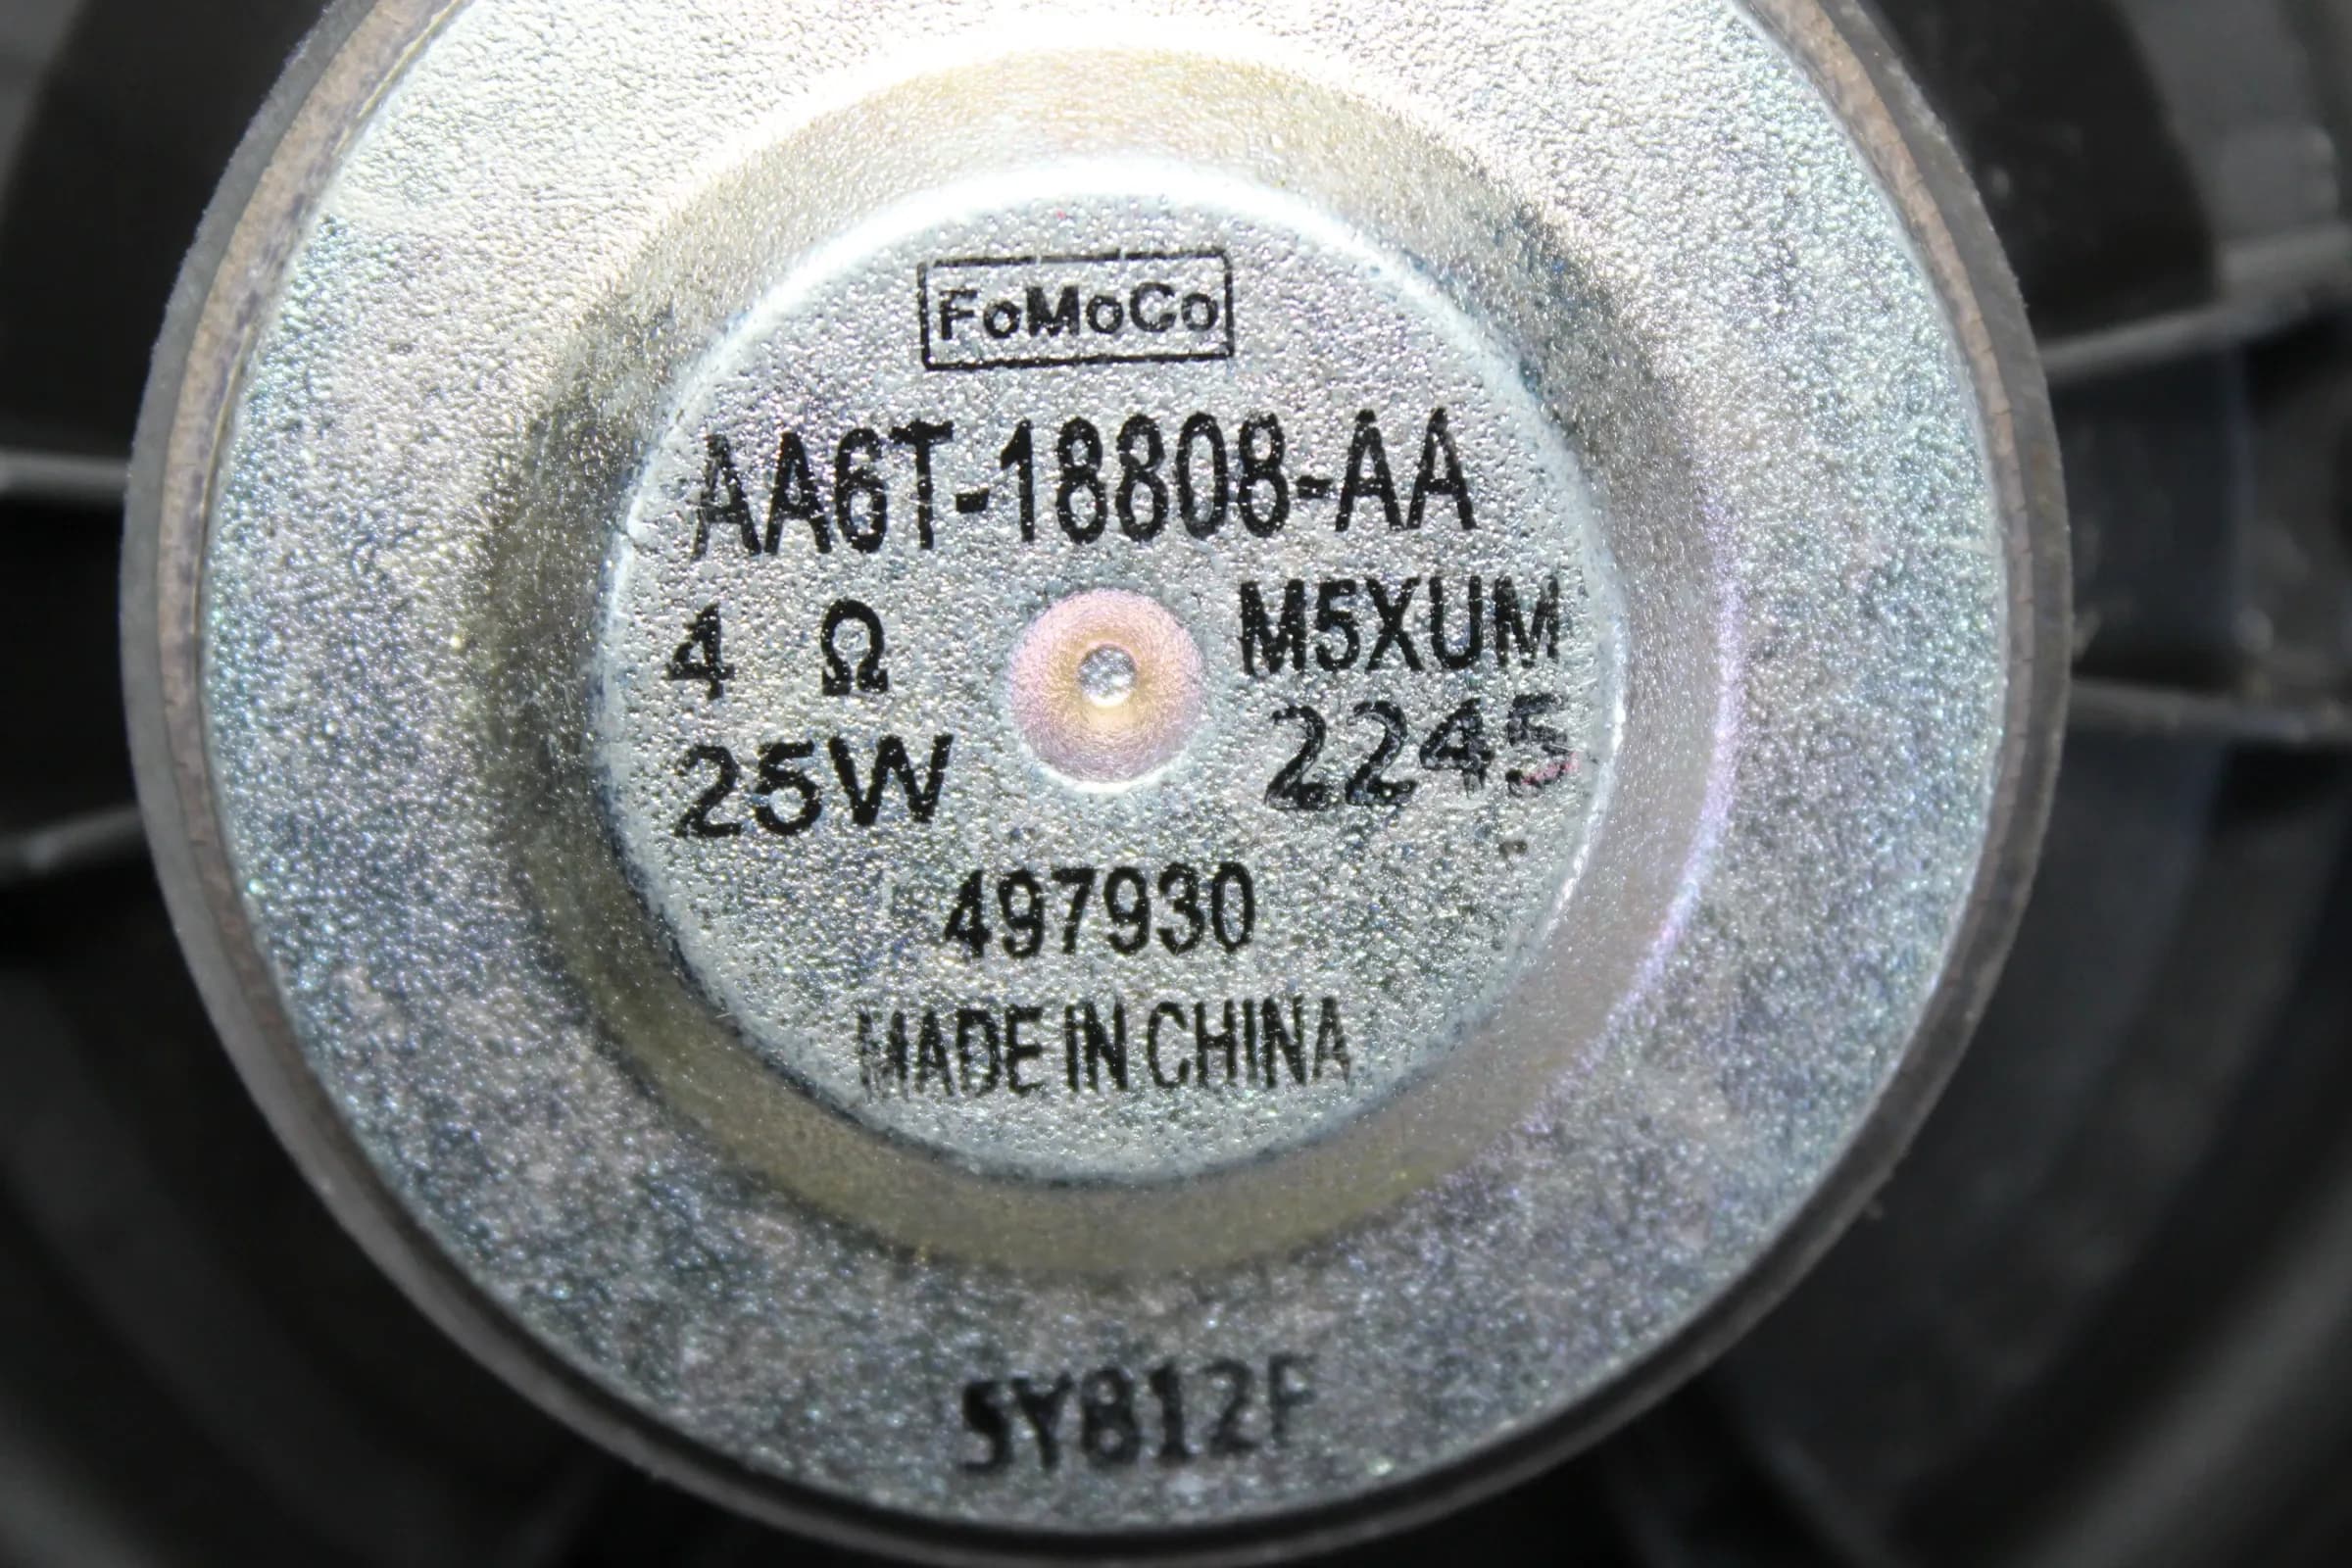 FoMoCo
AA6T-18808-AA
4 Ω M5XUM
25W 2245
497930
MADE IN CHINA
5Y812F